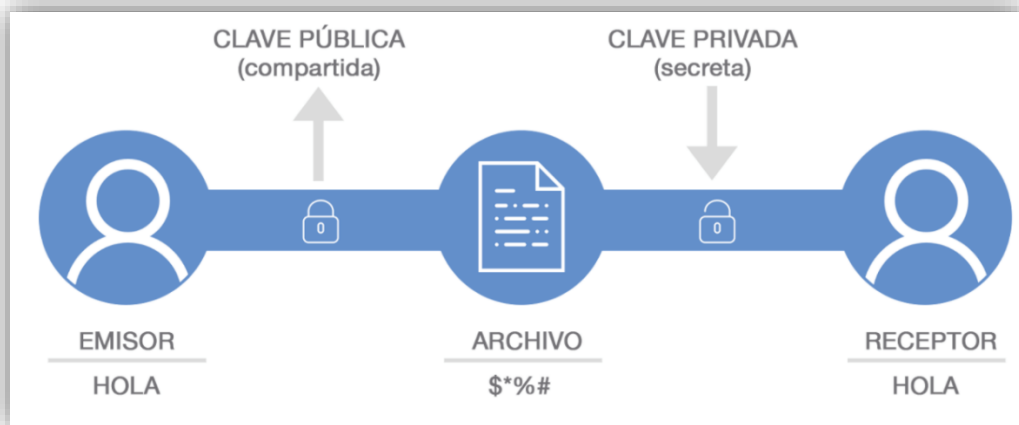 CLAVE PÚBLICA
(compartida)
CLAVE PRIVADA
(secreta)
0
0
EMISOR
ARCHIVO
RECEPTOR
HOLA
$*%#
HOLA